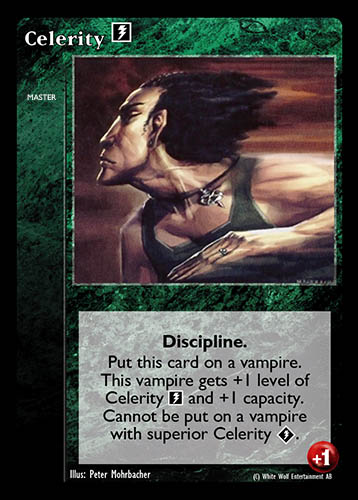 Celerity
MASTER
Discipline.
Put this card on a vampire.
This vampire gets +1 level of
Celerity and +1 capacity.
Cannot be put on a vampire
with superior Celerity .
+1
Illus: Peter Mohrbacher
(C) White Wolf Entertainment AB